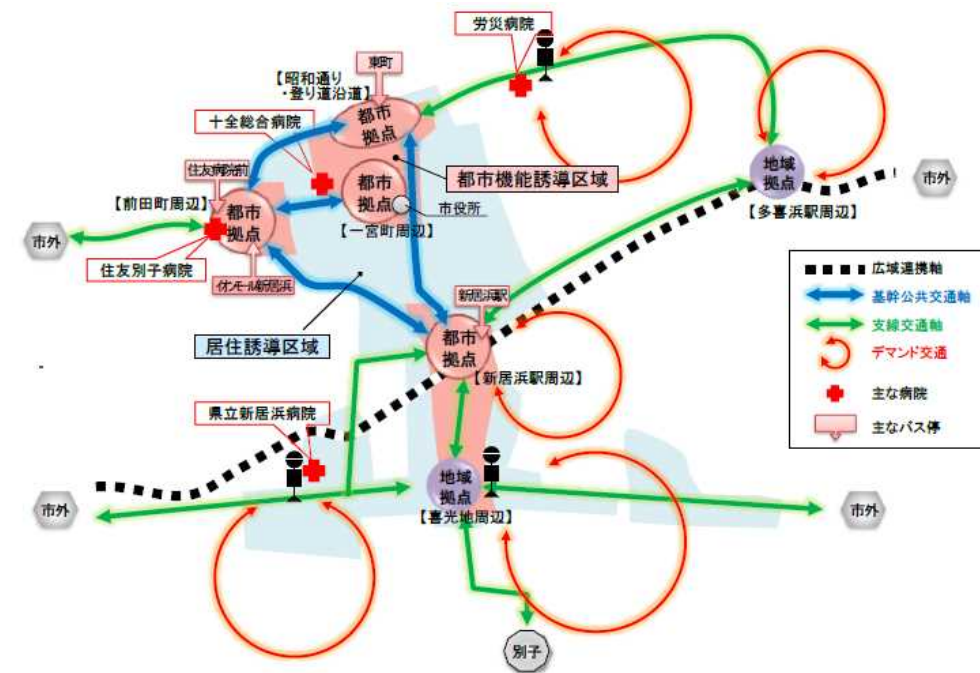 労災病院
東町
【昭和通り
・登り道沿道】
都市
拠点
十全総合病院
住友病院前
都市
拠点
都市機能誘導区域
地域
拠点
市外
【前田町周辺】
都市
拠点
市役所
【一宮町周辺】
【多喜浜駅周辺】
市外
住友別子病院
イオンモール新居浜
新居浜駅
居住誘導区域
都市
拠点
【新居浜駅周辺】
広域連携軸
基幹公共交通軸
支線交通軸
デマンド交通
主な病院
主なバス停
県立新居浜病院
地域
拠点
【喜光地周辺】
市外
市外
別子